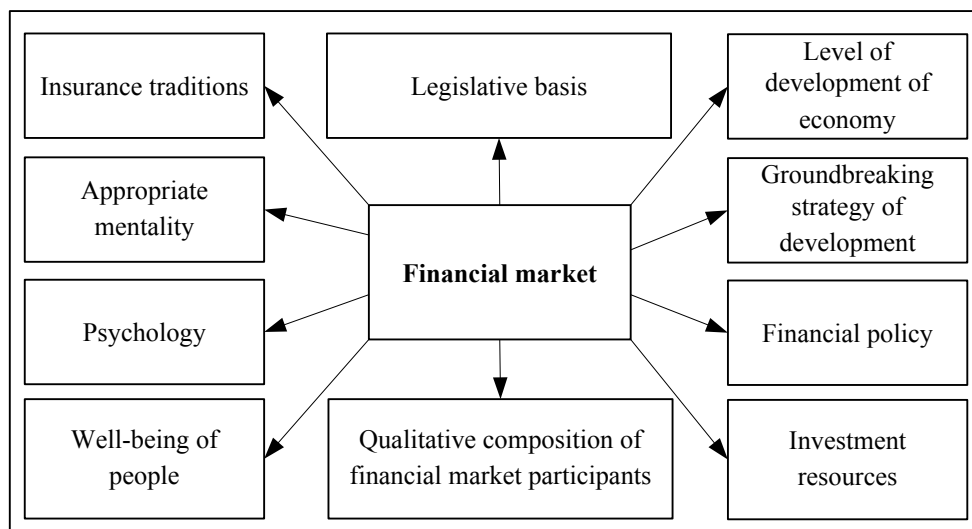 Insurance traditions
Legislative basis
Level of
development of
economy
Appropriate
mentality
Groundbreaking
strategy of
development
Financial market
Psychology
Financial policy
Well-being of
people
Qualitative composition of
financial market participants
Investment
resources